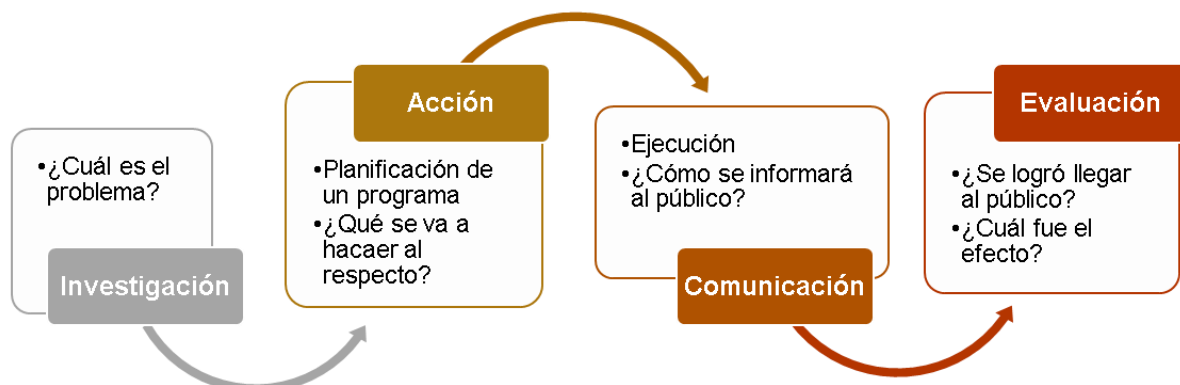 •¿Cuál es el
problema?
Investigación
Acción
•Planificación de
un programa
•¿Qué se va a
hacaer al
respecto?
•Ejecución
•¿Cómo se informará
al público?
Comunicación
Evaluación
•¿Se logró llegar
al público?
•¿Cuál fue el
efecto?